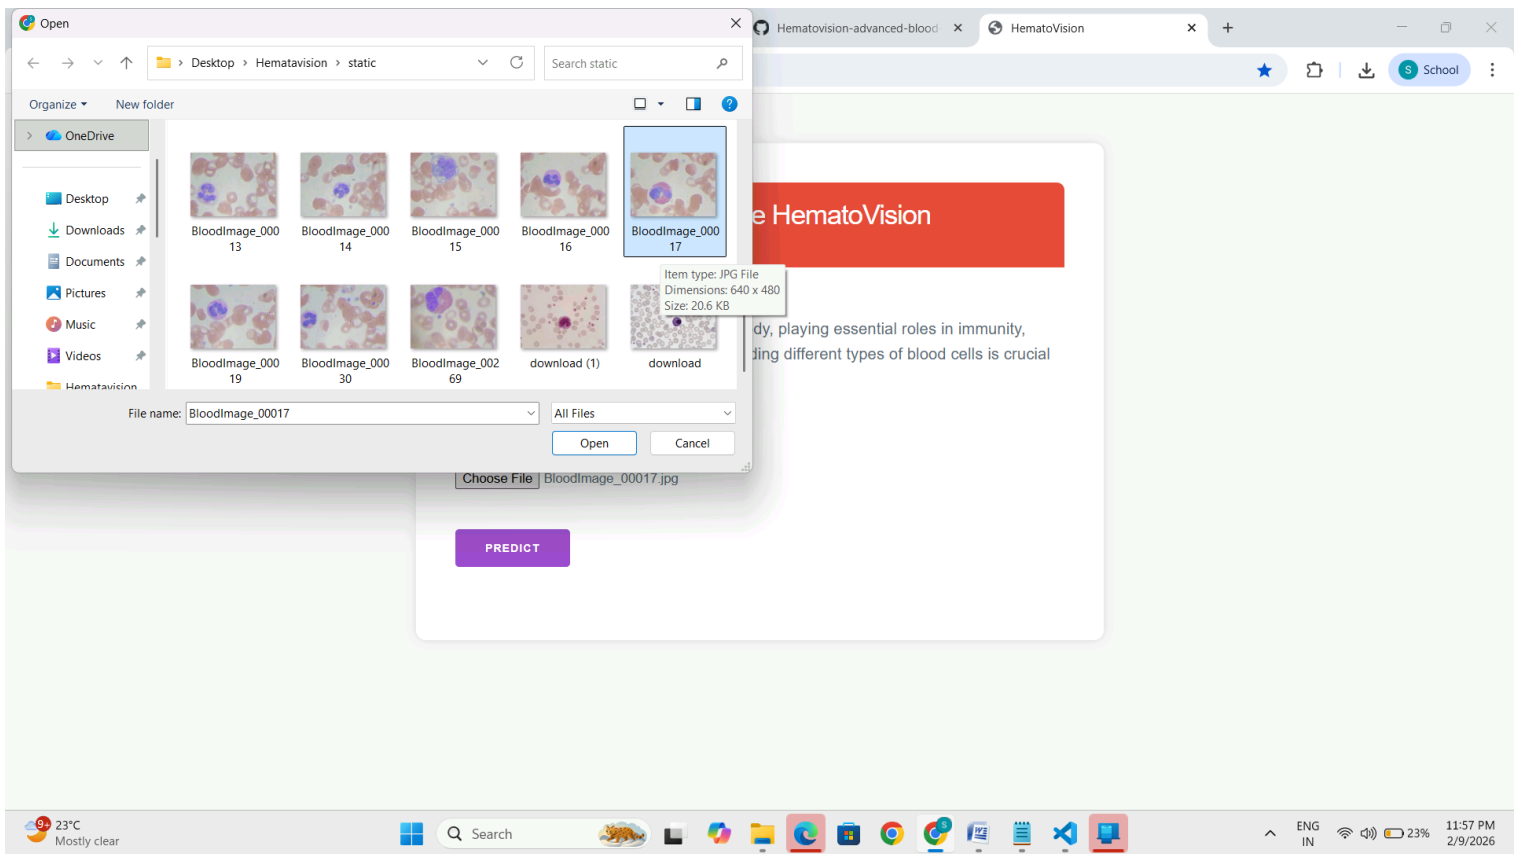 Open
Hematovision-advanced-blood
HematoVision
Desktop > Hematavision > static
Search static
School
S
Organize
New folder
OneDrive
Desktop
Downloads
Documents
Pictures
Music
Videos
Hematavision
BloodImage_000
13
BloodImage_000
14
BloodImage_000
15
BloodImage_000
16
BloodImage_000
17
Item type: JPG File
Dimensions: 640 x 480
Size: 20.6 KB
BloodImage_000
19
BloodImage_000
30
BloodImage_002
69
download (1)
download
File name:
BloodImage_00017
All Files
Open
Cancel
e HematoVision
dy, playing essential roles in immunity,
ding different types of blood cells is crucial
Choose File
BloodImage_00017.jpg
PREDICT
9+
23°C
Mostly clear
Search
S
ENG
IN
23%
11:57 PM
2/9/2026